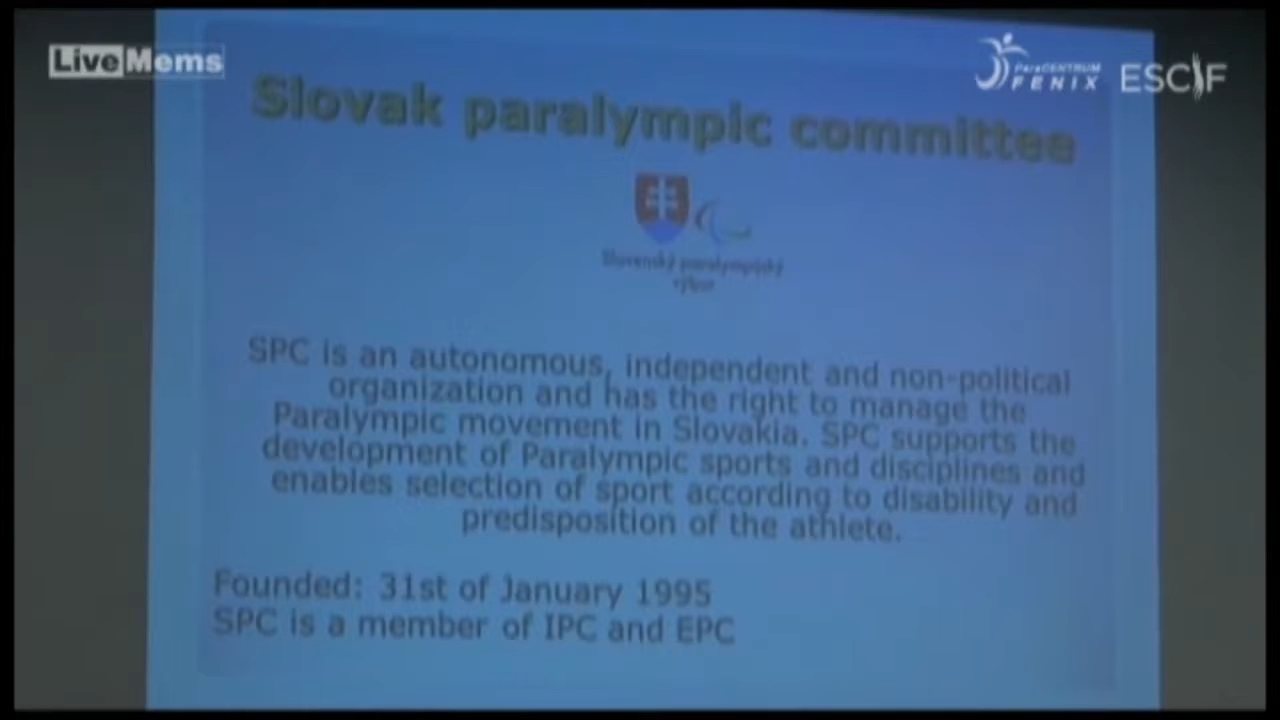 LiveMems
ParaCENTRUM
FENIX
ESCIF
Slovak paralympic committee
Slovenský paralympijský
výbor
SPC is an autonomous, independent and non-political
organization and has the right to manage the
Paralympic movement in Slovakia. SPC supports the
development of Paralympic sports and disciplines and
enables selection of sport according to disability and
predisposition of the athlete.
Founded: 31st of January 1995
SPC is a member of IPC and EPC